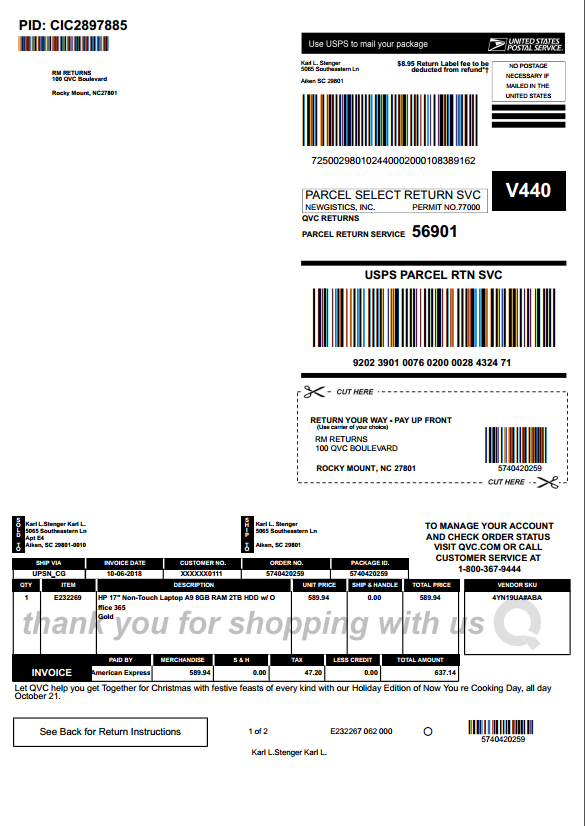 PID: CIC2897885
RM RETURNS
100 QVC Boulevard
Rocky Mount, NC27801
Use USPS to mail your package
UNITED STATES
POSTAL SERVICE.
Karl L. Stenger
5065 Southeastern Ln
Aiken SC 29801
$8.95 Return Label fee to be
deducted from refund*†
NO POSTAGE
NECESSARY IF
MAILED IN THE
UNITED STATES
725002980102440002000108389162
PARCEL SELECT RETURN SVC
NEWGISTICS, INC. PERMIT NO.77000
V440
QVC RETURNS
PARCEL RETURN SERVICE 56901
USPS PARCEL RTN SVC
9202 3901 0076 0200 0028 4324 71
CUT HERE
RETURN YOUR WAY - PAY UP FRONT
(Use carrier of your choice)
RM RETURNS
100 QVC BOULEVARD
ROCKY MOUNT, NC 27801
5740420259
CUT HERE
SOLD TO
Karl L.Stenger Karl L.
5065 Southeastern Ln
Apt E4
Aiken, SC 29801-0010
SHIP TO
Karl L.Stenger
5065 Southeastern Ln
Aiken, SC 29801
TO MANAGE YOUR ACCOUNT
AND CHECK ORDER STATUS
VISIT QVC.COM OR CALL
CUSTOMER SERVICE AT
1-800-367-9444
SHIP VIA INVOICE DATE CUSTOMER NO. ORDER NO. PACKAGE ID.
UPSN_CG 10-06-2018 XXXXXX0111 5740420259 5740420259
QTY ITEM DESCRIPTION UNIT PRICE SHIP & HANDLE TOTAL PRICE VENDOR SKU
1 E232269 HP 17" Non-Touch Laptop A9 8GB RAM 2TB HDD w/ O 589.94 0.00 589.94 4YN19UA#ABA
ffice 365
Gold
thank you for shopping with us Q
INVOICE
PAID BY MERCHANDISE S & H TAX LESS CREDIT TOTAL AMOUNT
American Express 589.94 0.00 47.20 0.00 637.14
Let QVC help you get Together for Christmas with festive feasts of every kind with our Holiday Edition of Now You re Cooking Day, all day
October 21.
See Back for Return Instructions
1 of 2 E232267 062 000 O
5740420259
Karl L.Stenger Karl L.